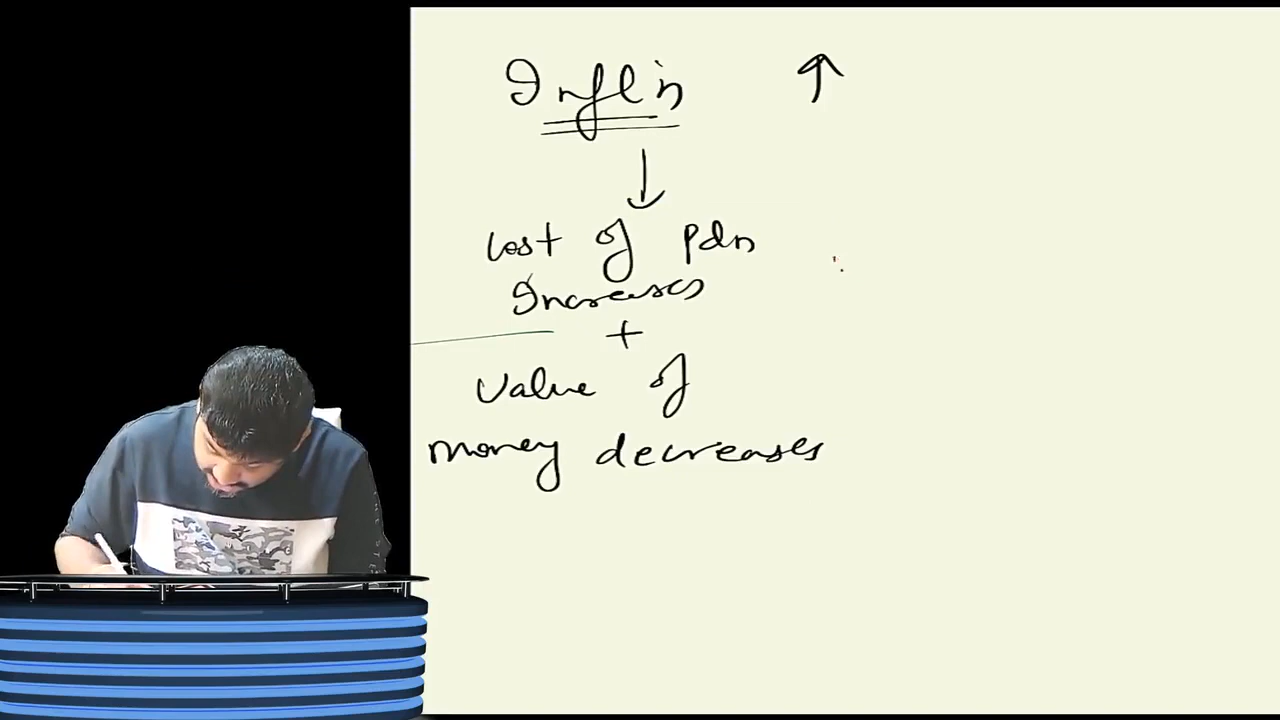 Infl'n ↑
↓
Cost of Pdn
Increases
+
Value of
money decreases